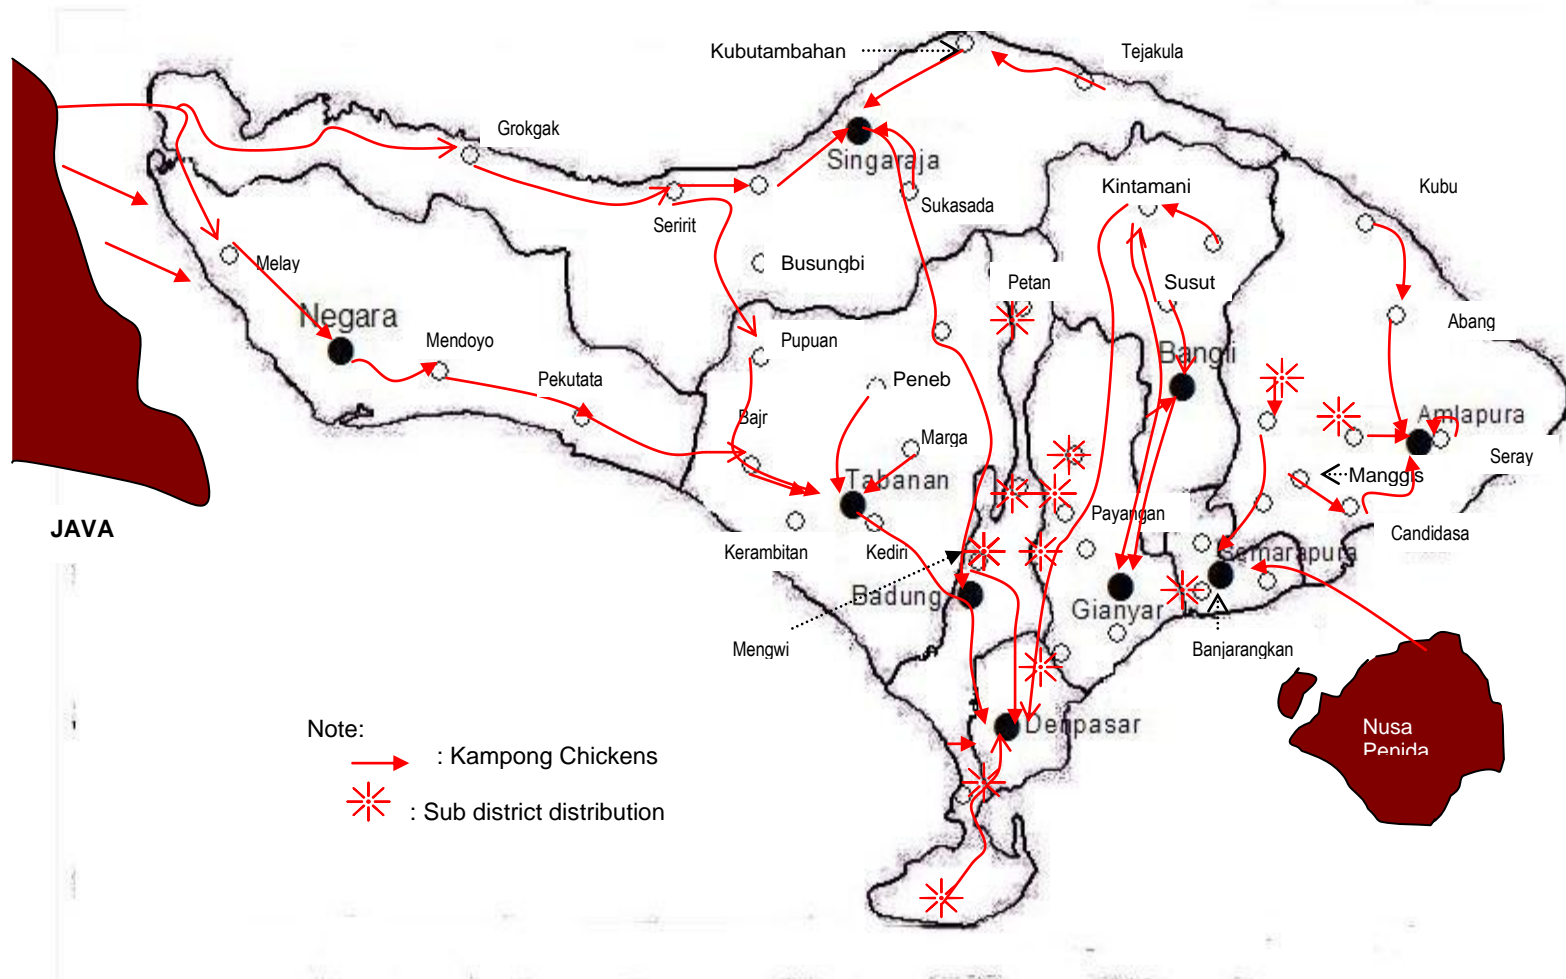 Kubutambahan
Tejakula
Grokgak
Singaraja
Kintamani
Kubu
Sukasada
Seririt
Melay
Busungbi
Petan
Susut
Negara
Mendoyo
Pupuan
Abang
Bangli
Pekutata
Peneb
Bajr
Marga
Amlapura
Seray
Tabanan
Manggis
JAVA
Payangan
Candidasa
Kerambitan
Kediri
Semarapura
Badung
Gianyar
Mengwi
Banjarangkan
Denpasar
Nusa
Penida
Note:
: Kampong Chickens
: Sub district distribution